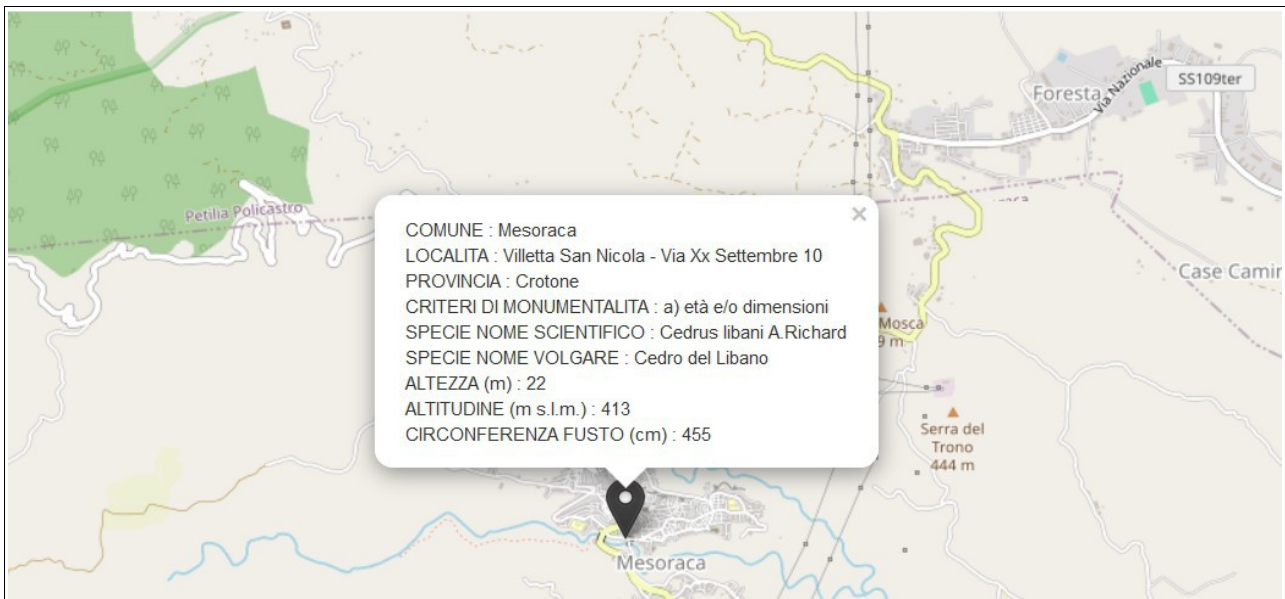 Foresta
Via Nazionale
SS109ter
Petilia Policastro
×
COMUNE : Mesoraca
LOCALITA : Villetta San Nicola - Via Xx Settembre 10
PROVINCIA : Crotone
CRITERI DI MONUMENTALITA : a) età e/o dimensioni
SPECIE NOME SCIENTIFICO : Cedrus libani A.Richard
SPECIE NOME VOLGARE : Cedro del Libano
ALTEZZA (m) : 22
ALTITUDINE (m s.l.m.) : 413
CIRCONFERENZA FUSTO (cm) : 455
Case Camin
Mosca
9 m
Serra del
Trono
444 m
Mesoraca